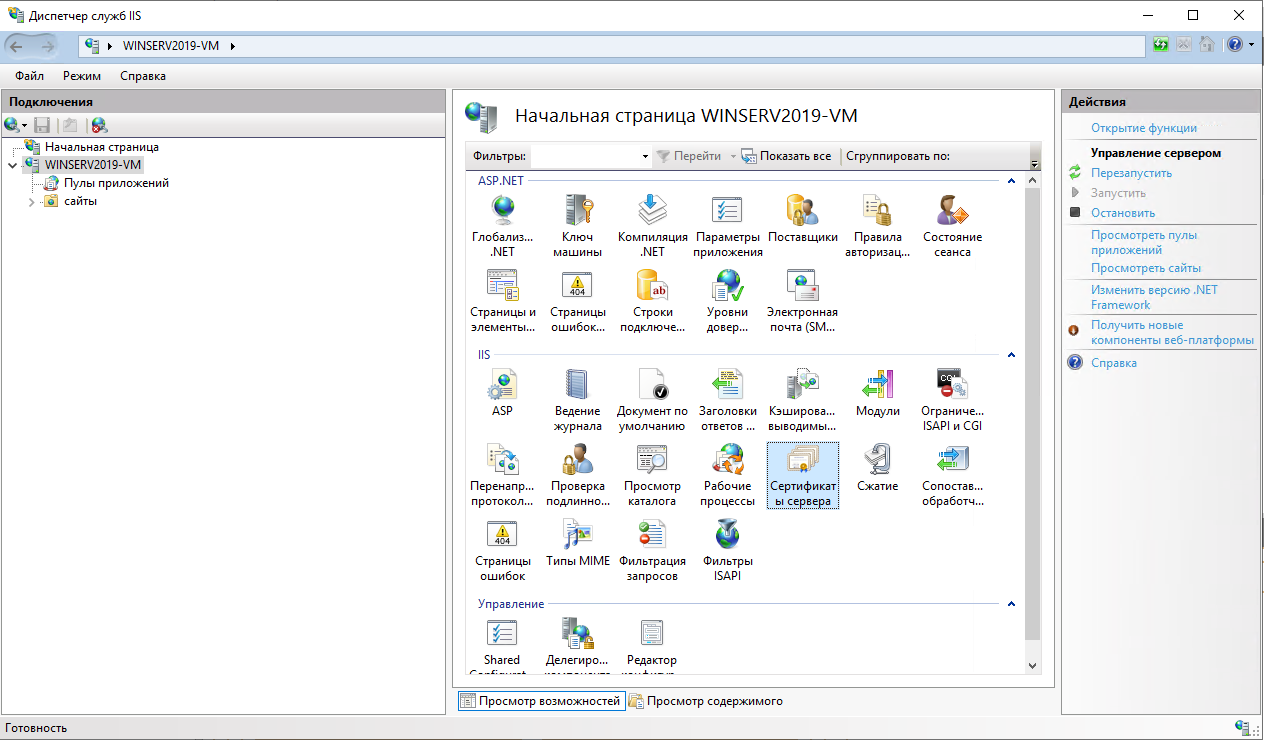 Диспетчер служб IIS
WINSERV2019-VM
Файл Режим Справка
Подключения
Начальная страница
WINSERV2019-VM
Пулы приложений
сайты
Начальная страница WINSERV2019-VM
Фильтры: Перейти Показать все Сгруппировать по:
ASP.NET
Глобализ... Ключ Компиляция Параметры Поставщики Правила Состояние
.NET машины .NET приложения авторизац... сеанса
Страницы и Страницы Строки Уровни Электронная
элементы... ошибок... подключе... довер... почта (SM...
404
ab
IIS
ASP Ведение Документ по Заголовки Кэширова... Модули Ограниче...
журнала умолчанию ответов ... выводимы... ISAPI и CGI
Перенапр... Проверка Просмотр Рабочие Сертификат Сжатие Сопостав...
протокол... подлинно... каталога процессы ы сервера обработч...
404
Страницы Типы MIME Фильтрация Фильтры
ошибок запросов ISAPI
Управление
Shared Делегиро... Редактор
Просмотр возможностей Просмотр содержимого
Действия
Открытие функции
Управление сервером
Перезапустить
Запустить
Остановить
Просмотреть пулы
приложений
Просмотреть сайты
Изменить версию .NET
Framework
Получить новые
компоненты веб-платформы
Справка
Готовность